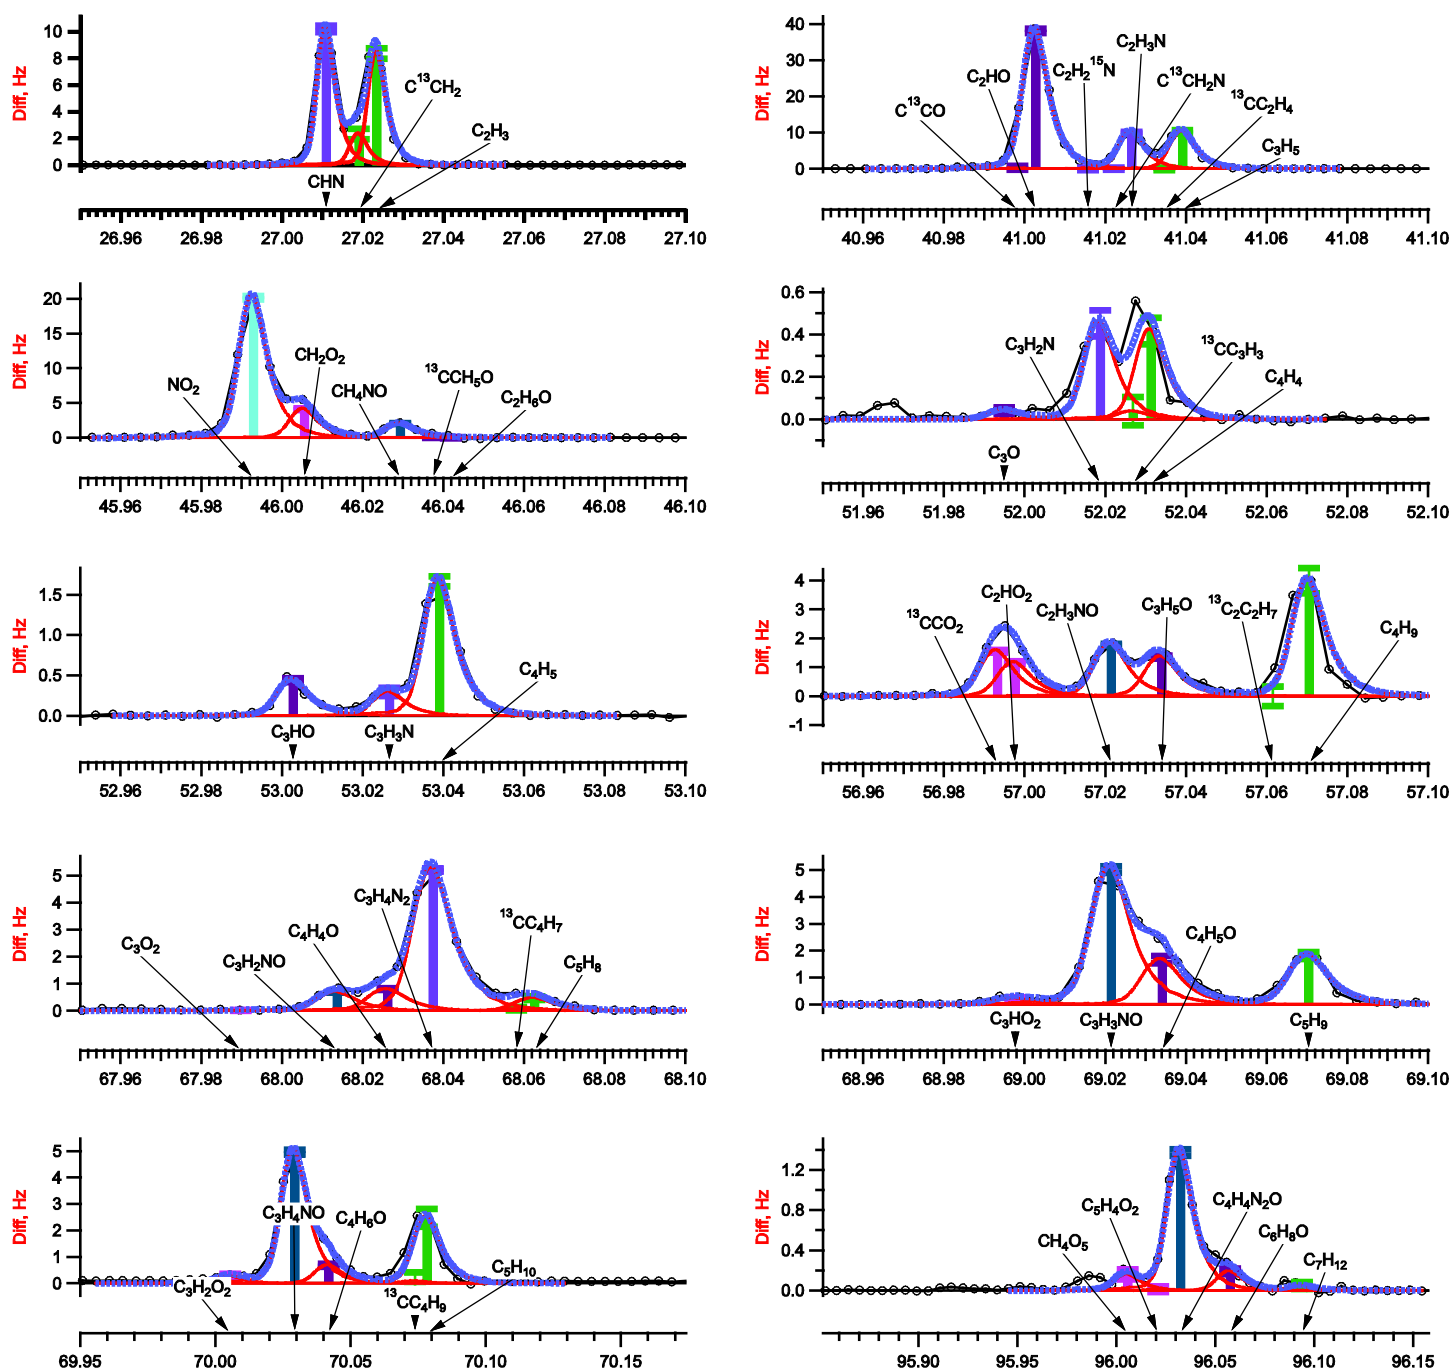 Diff, Hz
10
8
6
4
2
0
C¹³CH₂
C₂H₃
CHN
26.96 26.98 27.00 27.02 27.04 27.06 27.08 27.10
Diff, Hz
40
30
20
10
0
C¹³CO
C₂HO
C₂H₂¹⁵N
C₂H₃N
C¹³CH₂N
¹³CC₂H₄
C₃H₅
40.96 40.98 41.00 41.02 41.04 41.06 41.08 41.10
Diff, Hz
20
15
10
5
0
NO₂
CH₂O₂
CH₄NO
¹³CCH₅O
C₂H₆O
45.96 45.98 46.00 46.02 46.04 46.06 46.08 46.10
Diff, Hz
0.6
0.4
0.2
0.0
C₃H₂N
¹³CC₃H₃
C₄H₄
C₃O
51.96 51.98 52.00 52.02 52.04 52.06 52.08 52.10
Diff, Hz
1.5
1.0
0.5
0.0
C₄H₅
C₃HO
C₃H₃N
52.96 52.98 53.00 53.02 53.04 53.06 53.08 53.10
Diff, Hz
4
3
2
1
0
-1
¹³CCO₂
C₂HO₂
C₂H₃NO
C₃H₅O
¹³C₂C₂H₇
C₄H₉
56.96 56.98 57.00 57.02 57.04 57.06 57.08 57.10
Diff, Hz
5
4
3
2
1
0
C₃O₂
C₃H₂NO
C₄H₄O
C₃H₄N₂
¹³CC₄H₇
C₅H₈
67.96 67.98 68.00 68.02 68.04 68.06 68.08 68.10
Diff, Hz
5
4
3
2
1
0
C₄H₅O
C₃HO₂
C₃H₃NO
C₅H₉
68.96 68.98 69.00 69.02 69.04 69.06 69.08 69.10
Diff, Hz
5
4
3
2
1
0
C₃H₄NO
C₄H₆O
C₅H₁₀
C₃H₂O₂
¹³CC₄H₉
69.95 70.00 70.05 70.10 70.15
Diff, Hz
1.2
0.8
0.4
0.0
CH₄O₅
C₅H₄O₂
C₄H₄N₂O
C₆H₈O
C₇H₁₂
95.90 95.95 96.00 96.05 96.10 96.15